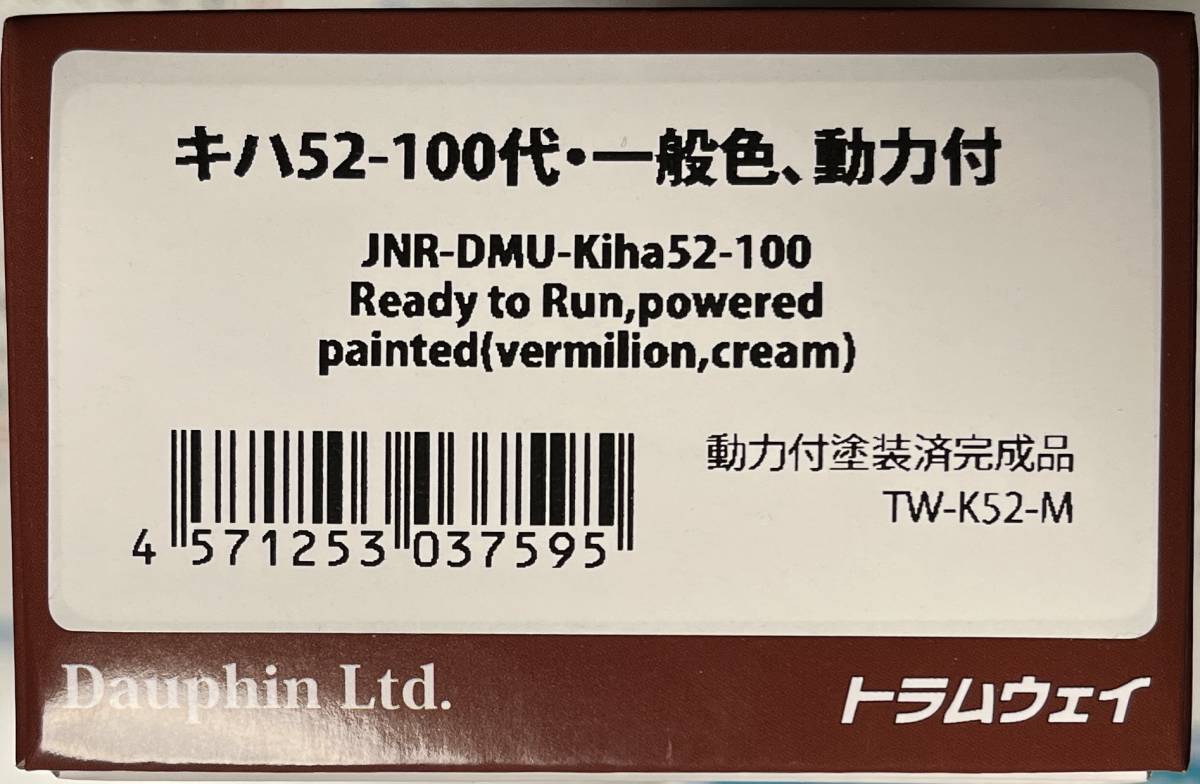 キハ52-100代・一般色、動力付
JNR-DMU-Kiha52-100
Ready to Run,powered
painted(vermilion,cream)
動力付塗装済完成品
TW-K52-M
4 571253 037595
Dauphin Ltd.
トラムウェイ